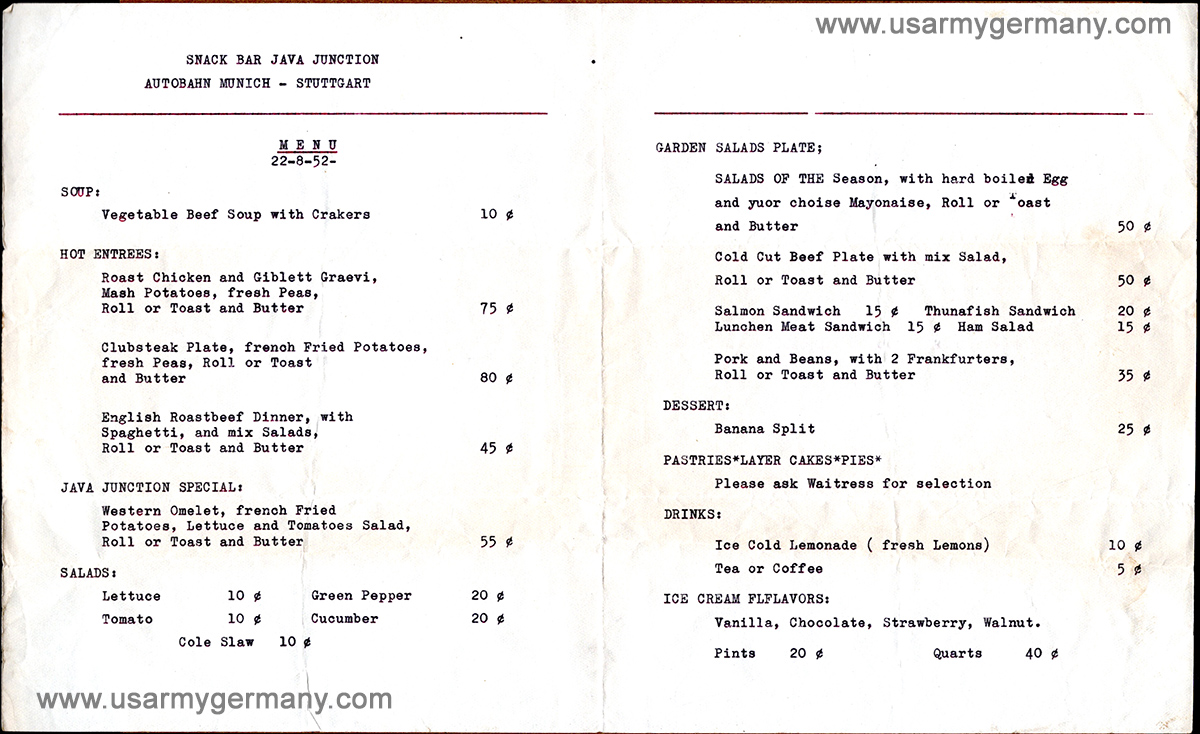 www.usarmygermany.com
SNACK BAR JAVA JUNCTION
AUTOBAHN MUNICH - STUTTGART
M E N U
22-8-52-
SOUP:
Vegetable Beef Soup with Crakers 10 ¢
HOT ENTREES:
Roast Chicken and Giblett Graevi,
Mash Potatoes, fresh Peas,
Roll or Toast and Butter 75 ¢
Clubsteak Plate, french Fried Potatoes,
fresh Peas, Roll or Toast
and Butter 80 ¢
English Roastbeef Dinner, with
Spaghetti, and mix Salads,
Roll or Toast and Butter 45 ¢
JAVA JUNCTION SPECIAL:
Western Omelet, french Fried
Potatoes, Lettuce and Tomatoes Salad,
Roll or Toast and Butter 55 ¢
SALADS:
Lettuce 10 ¢ Green Pepper 20 ¢
Tomato 10 ¢ Cucumber 20 ¢
Cole Slaw 10 ¢
GARDEN SALADS PLATE;
SALADS OF THE Season, with hard boiled Egg
and yuor choise Mayonaise, Roll or Toast
and Butter 50 ¢
Cold Cut Beef Plate with mix Salad,
Roll or Toast and Butter 50 ¢
Salmon Sandwich 15 ¢ Thunafish Sandwich 20 ¢
Lunchen Meat Sandwich 15 ¢ Ham Salad 15 ¢
Pork and Beans, with 2 Frankfurters,
Roll or Toast and Butter 35 ¢
DESSERT:
Banana Split 25 ¢
PASTRIES*LAYER CAKES*PIES*
Please ask Waitress for selection
DRINKS:
Ice Cold Lemonade ( fresh Lemons) 10 ¢
Tea or Coffee 5 ¢
ICE CREAM FLFLAVORS:
Vanilla, Chocolate, Strawberry, Walnut.
Pints 20 ¢ Quarts 40 ¢
www.usarmygermany.com